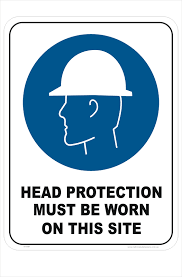 HEAD PROTECTION
MUST BE WORN
ON THIS SITE